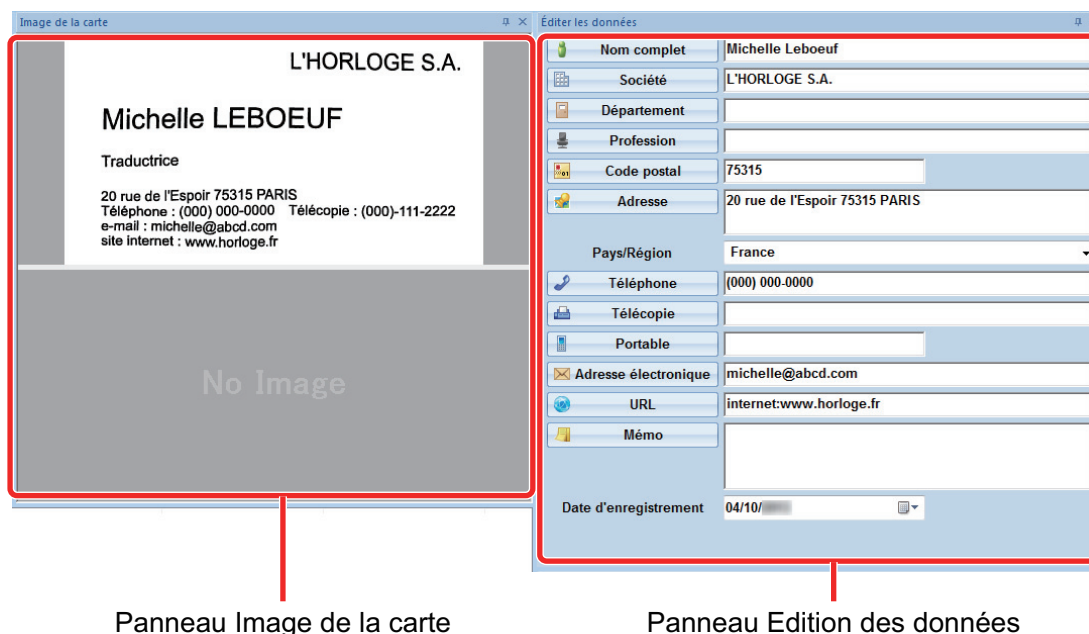 Image de la carte
L'HORLOGE S.A.
Michelle LEBOEUF
Traductrice
20 rue de l'Espoir 75315 PARIS
Téléphone : (000) 000-0000 Télécopie : (000)-111-2222
e-mail : michelle@abcd.com
site internet : www.horloge.fr
No Image
Éditer les données
Nom complet Michelle Leboeuf
Société L'HORLOGE S.A.
Département
Profession
Code postal 75315
Adresse 20 rue de l'Espoir 75315 PARIS
Pays/Région France
Téléphone (000) 000-0000
Télécopie
Portable
Adresse électronique michelle@abcd.com
URL internet:www.horloge.fr
Mémo
Date d'enregistrement 04/10/
Panneau Image de la carte
Panneau Edition des données